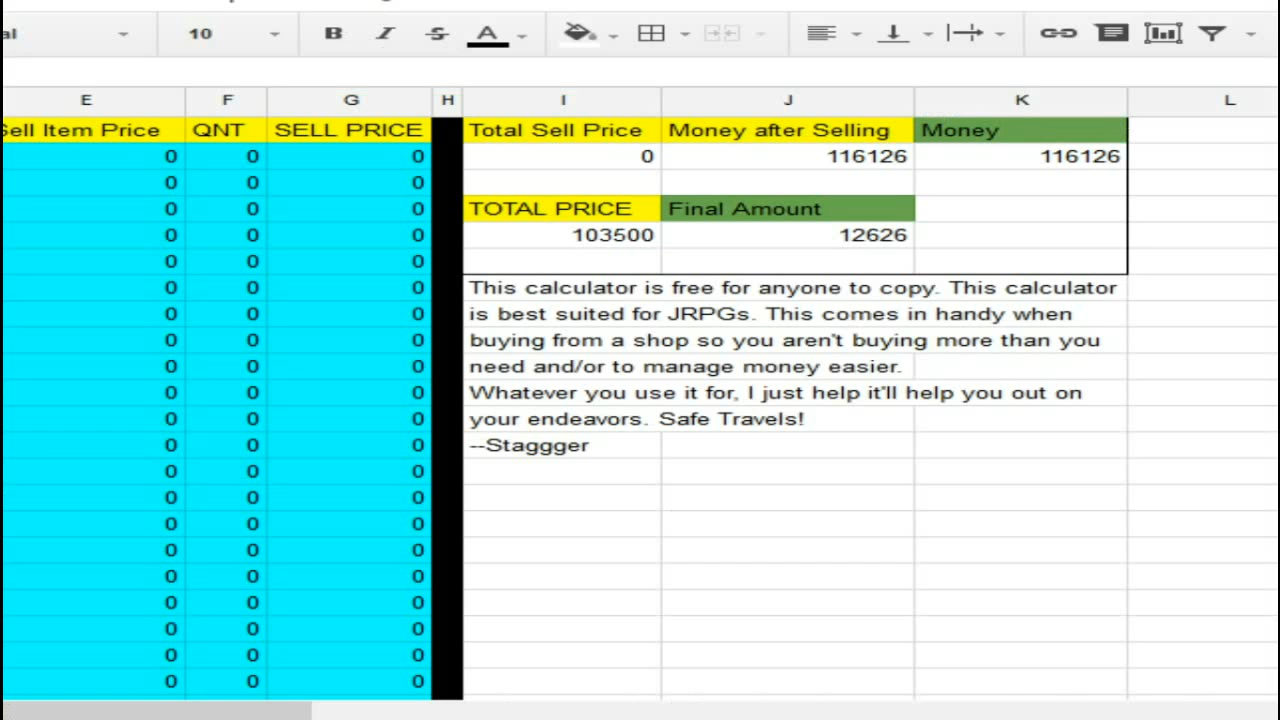 al 10 B I S A
E F G H I J K L
Sell Item Price QNT SELL PRICE Total Sell Price Money after Selling Money
0 0 0 0 116126 116126
0 0 0
0 0 0 TOTAL PRICE Final Amount
0 0 0 103500 12626
0 0 0
0 0 0 This calculator is free for anyone to copy. This calculator
0 0 0 is best suited for JRPGs. This comes in handy when
0 0 0 buying from a shop so you aren't buying more than you
0 0 0 need and/or to manage money easier.
0 0 0 Whatever you use it for, I just help it'll help you out on
0 0 0 your endeavors. Safe Travels!
0 0 0 --Staggger
0 0 0
0 0 0
0 0 0
0 0 0
0 0 0
0 0 0
0 0 0
0 0 0
0 0 0